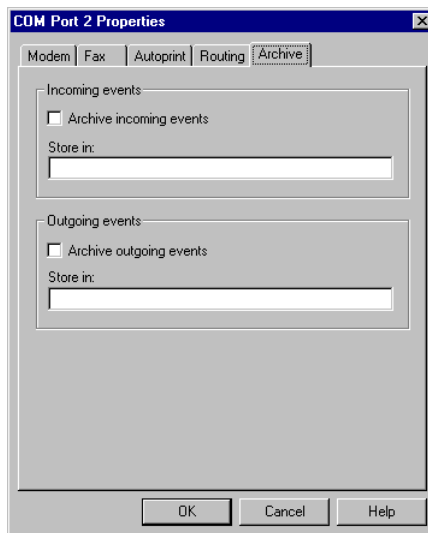 COM Port 2 Properties
Modem Fax Autoprint Routing Archive
Incoming events
Archive incoming events
Store in:
Outgoing events
Archive outgoing events
Store in:
OK Cancel Help